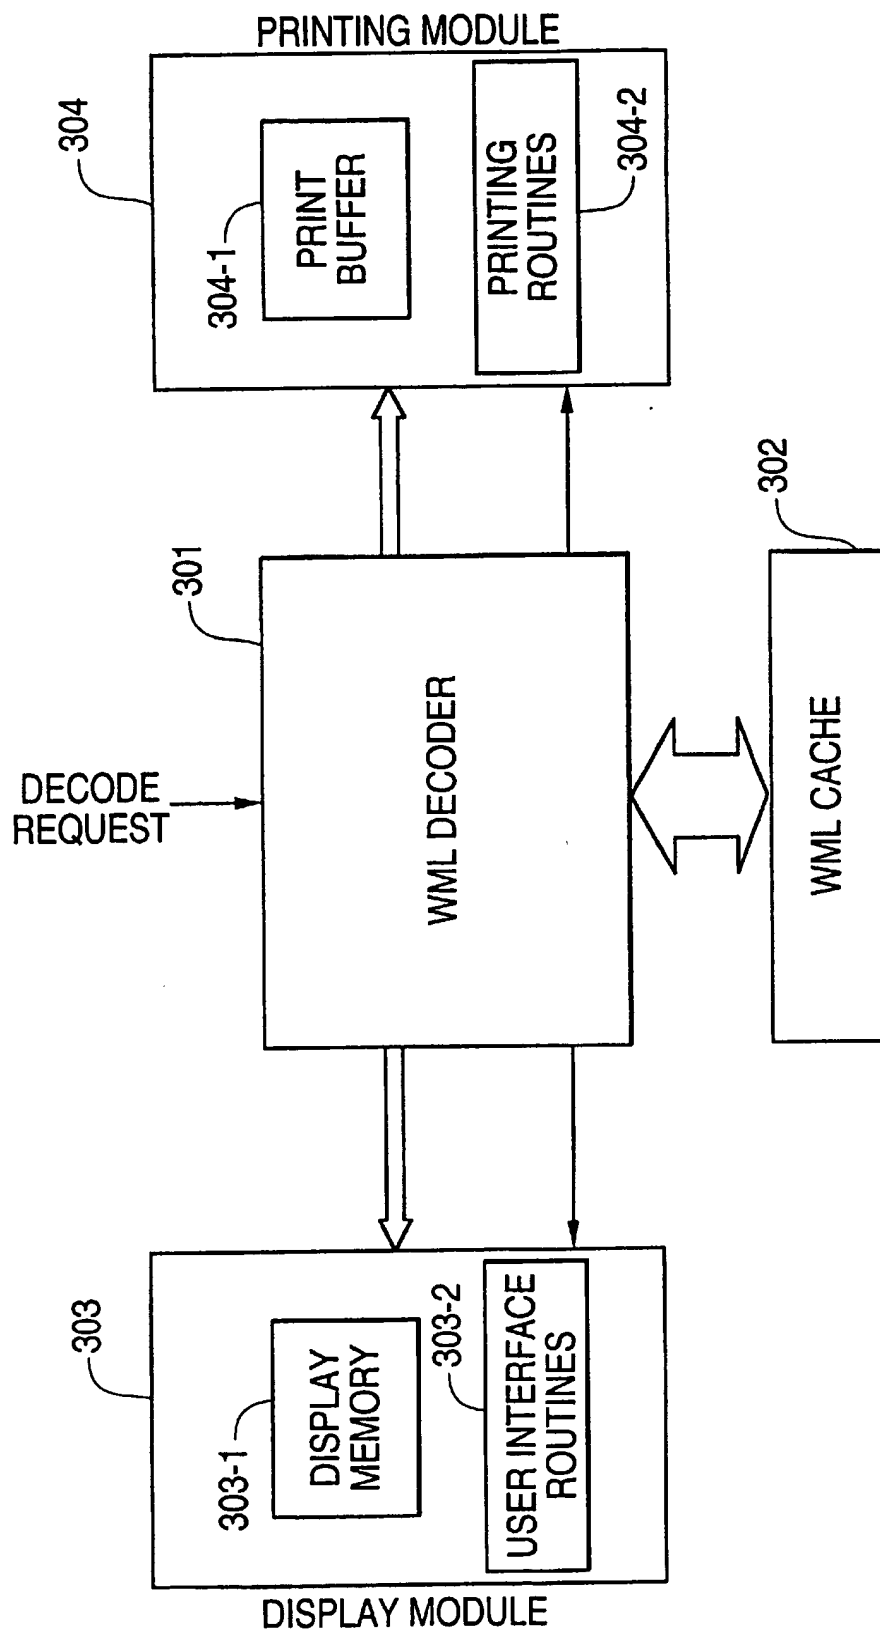 DECODE
REQUEST
303
303-1
DISPLAY
MEMORY
303-2
USER INTERFACE
ROUTINES
DISPLAY MODULE
301
WML DECODER
304
304-1
PRINT
BUFFER
PRINTING
ROUTINES
304-2
PRINTING MODULE
302
WML CACHE